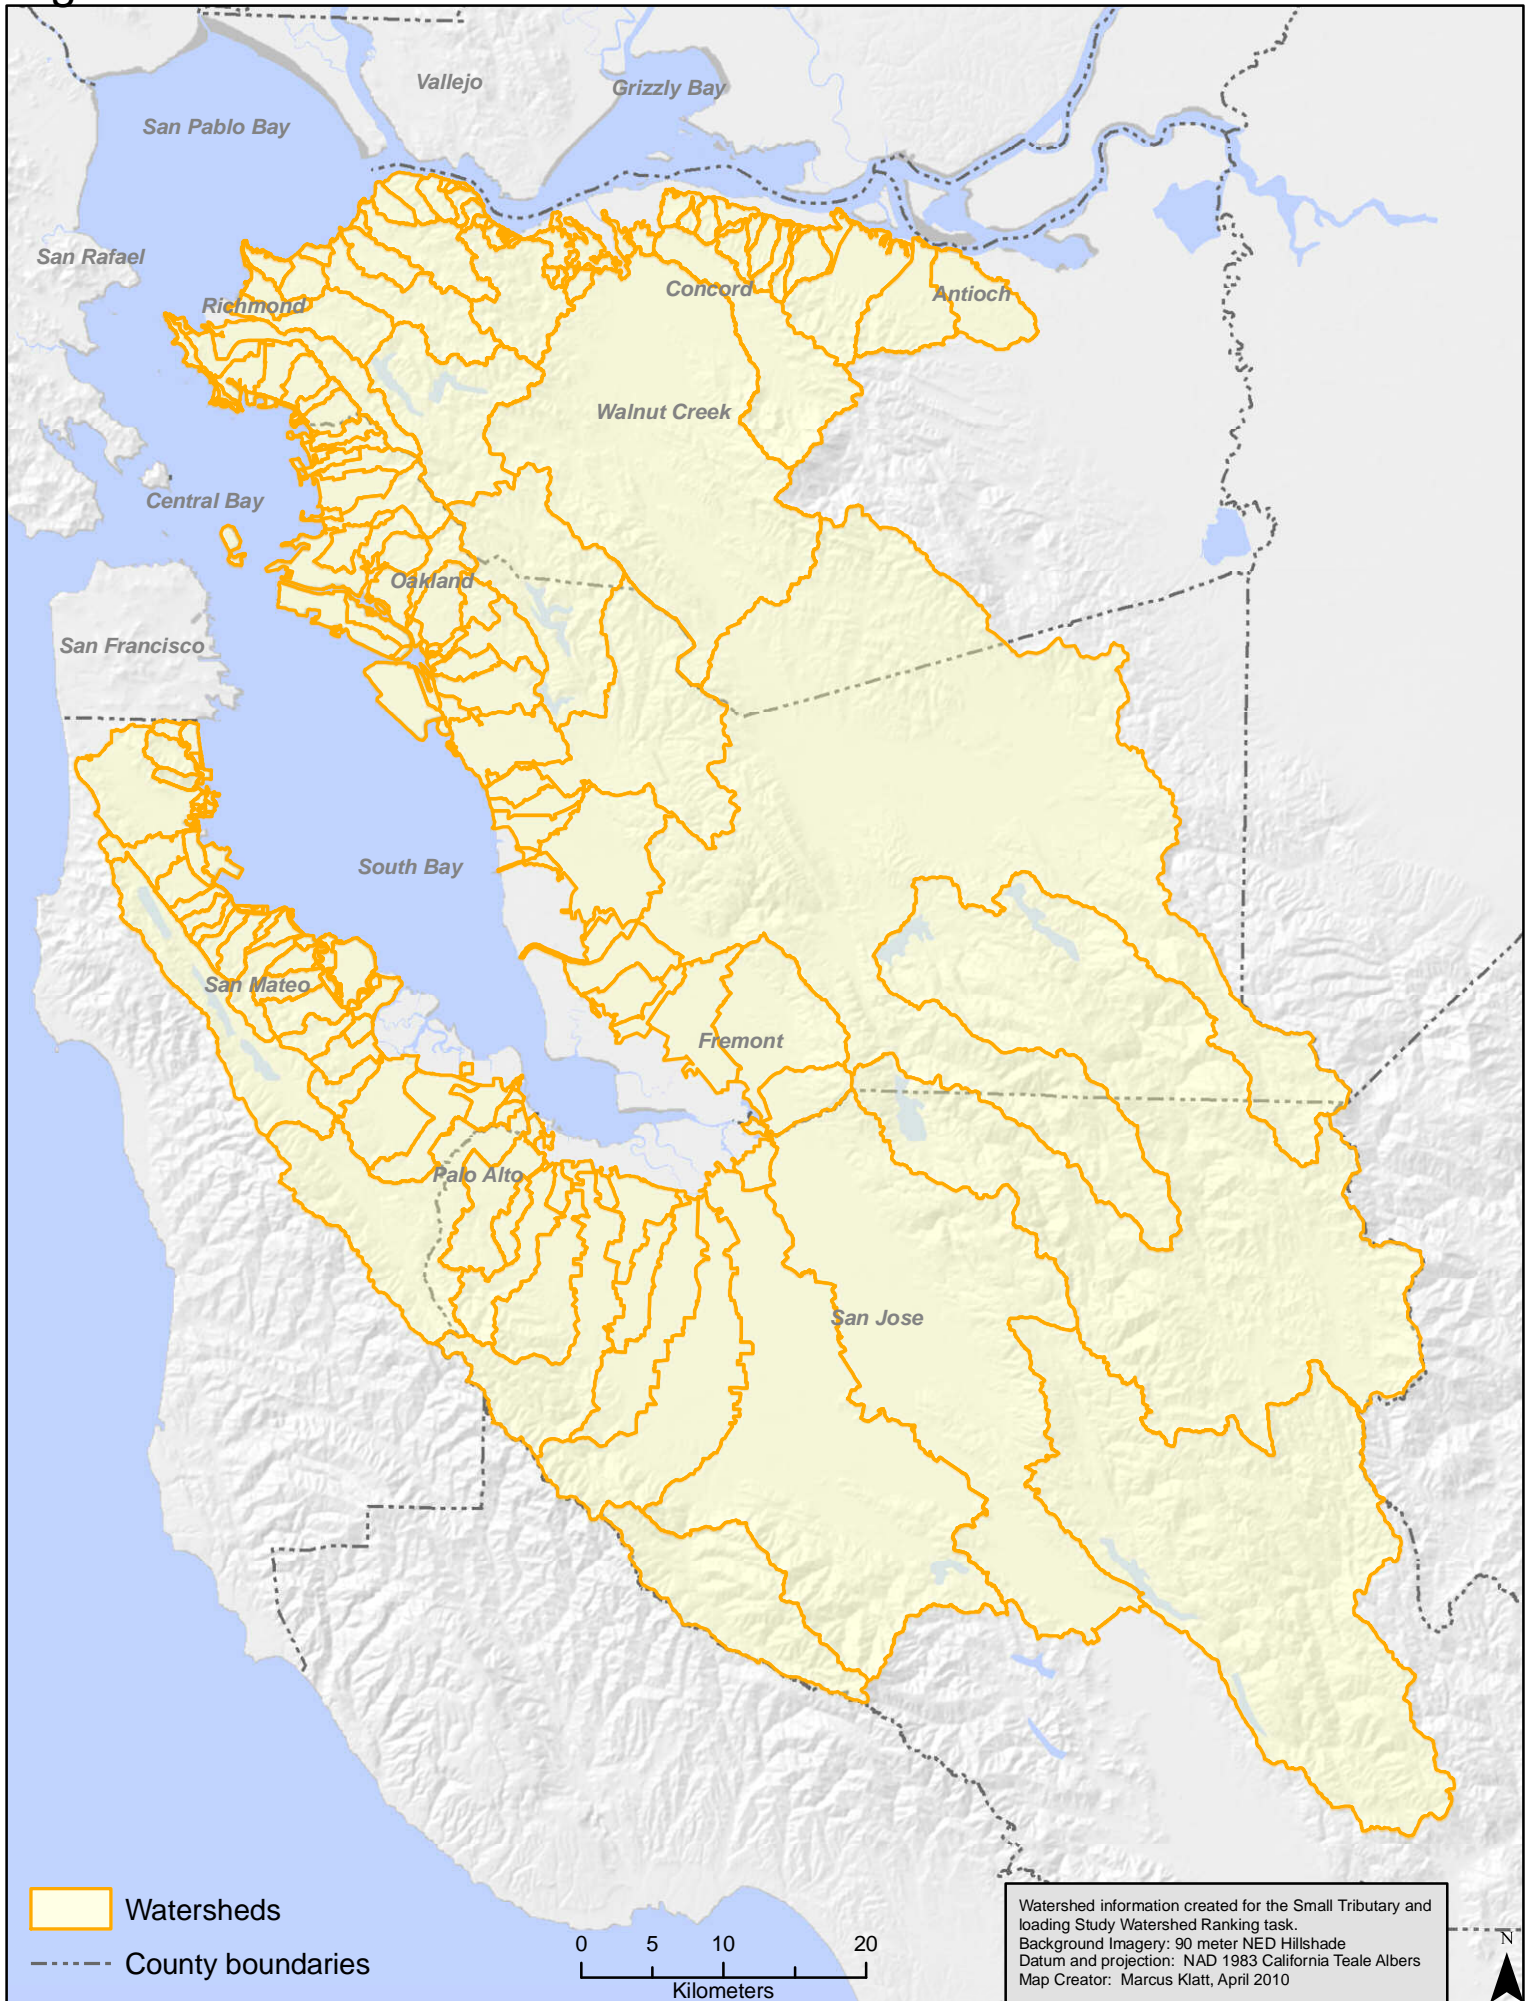 Vallejo
Grizzly Bay
San Pablo Bay
San Rafael
Richmond
Concord
Antioch
Walnut Creek
Central Bay
Oakland
San Francisco
South Bay
San Mateo
Fremont
Palo Alto
San Jose
Watersheds
County boundaries
0 5 10 20
Kilometers
Watershed information created for the Small Tributary and
loading Study Watershed Ranking task.
Background Imagery: 90 meter NED Hillshade
Datum and projection: NAD 1983 California Teale Albers
Map Creator: Marcus Klatt, April 2010
N